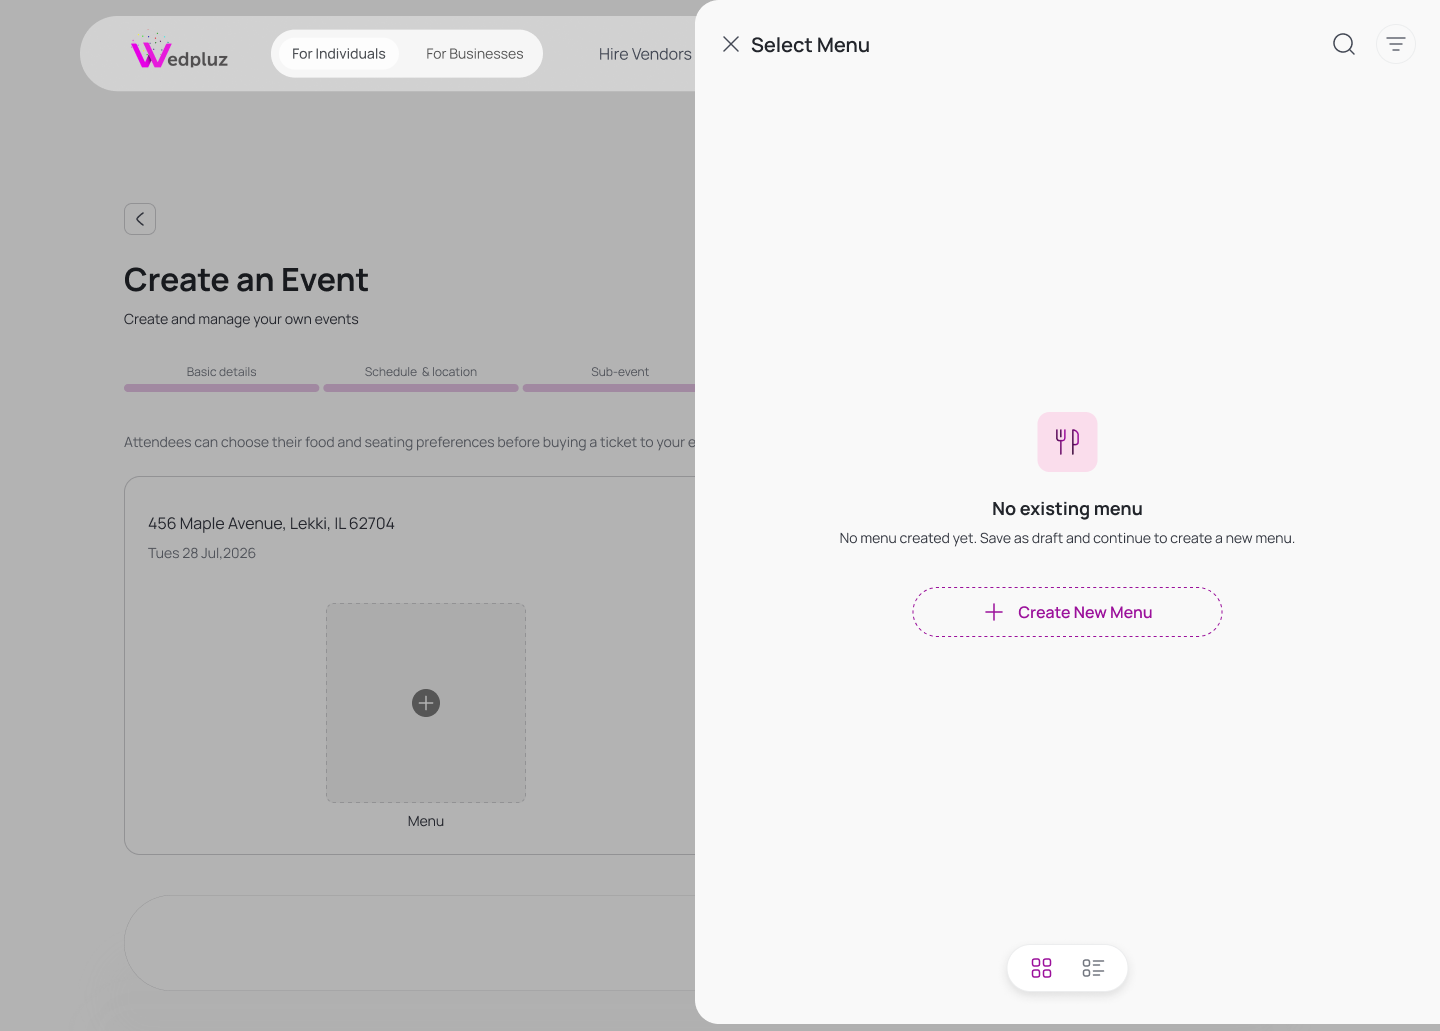 Wedpluz
For Individuals
For Businesses
Hire Vendors
Create an Event
Create and manage your own events
Basic details
Schedule & location
Sub-event
Attendees can choose their food and seating preferences before buying a ticket to your e
456 Maple Avenue, Lekki, IL 62704
Tues 28 Jul,2026
Menu
Select Menu
No existing menu
No menu created yet. Save as draft and continue to create a new menu.
Create New Menu